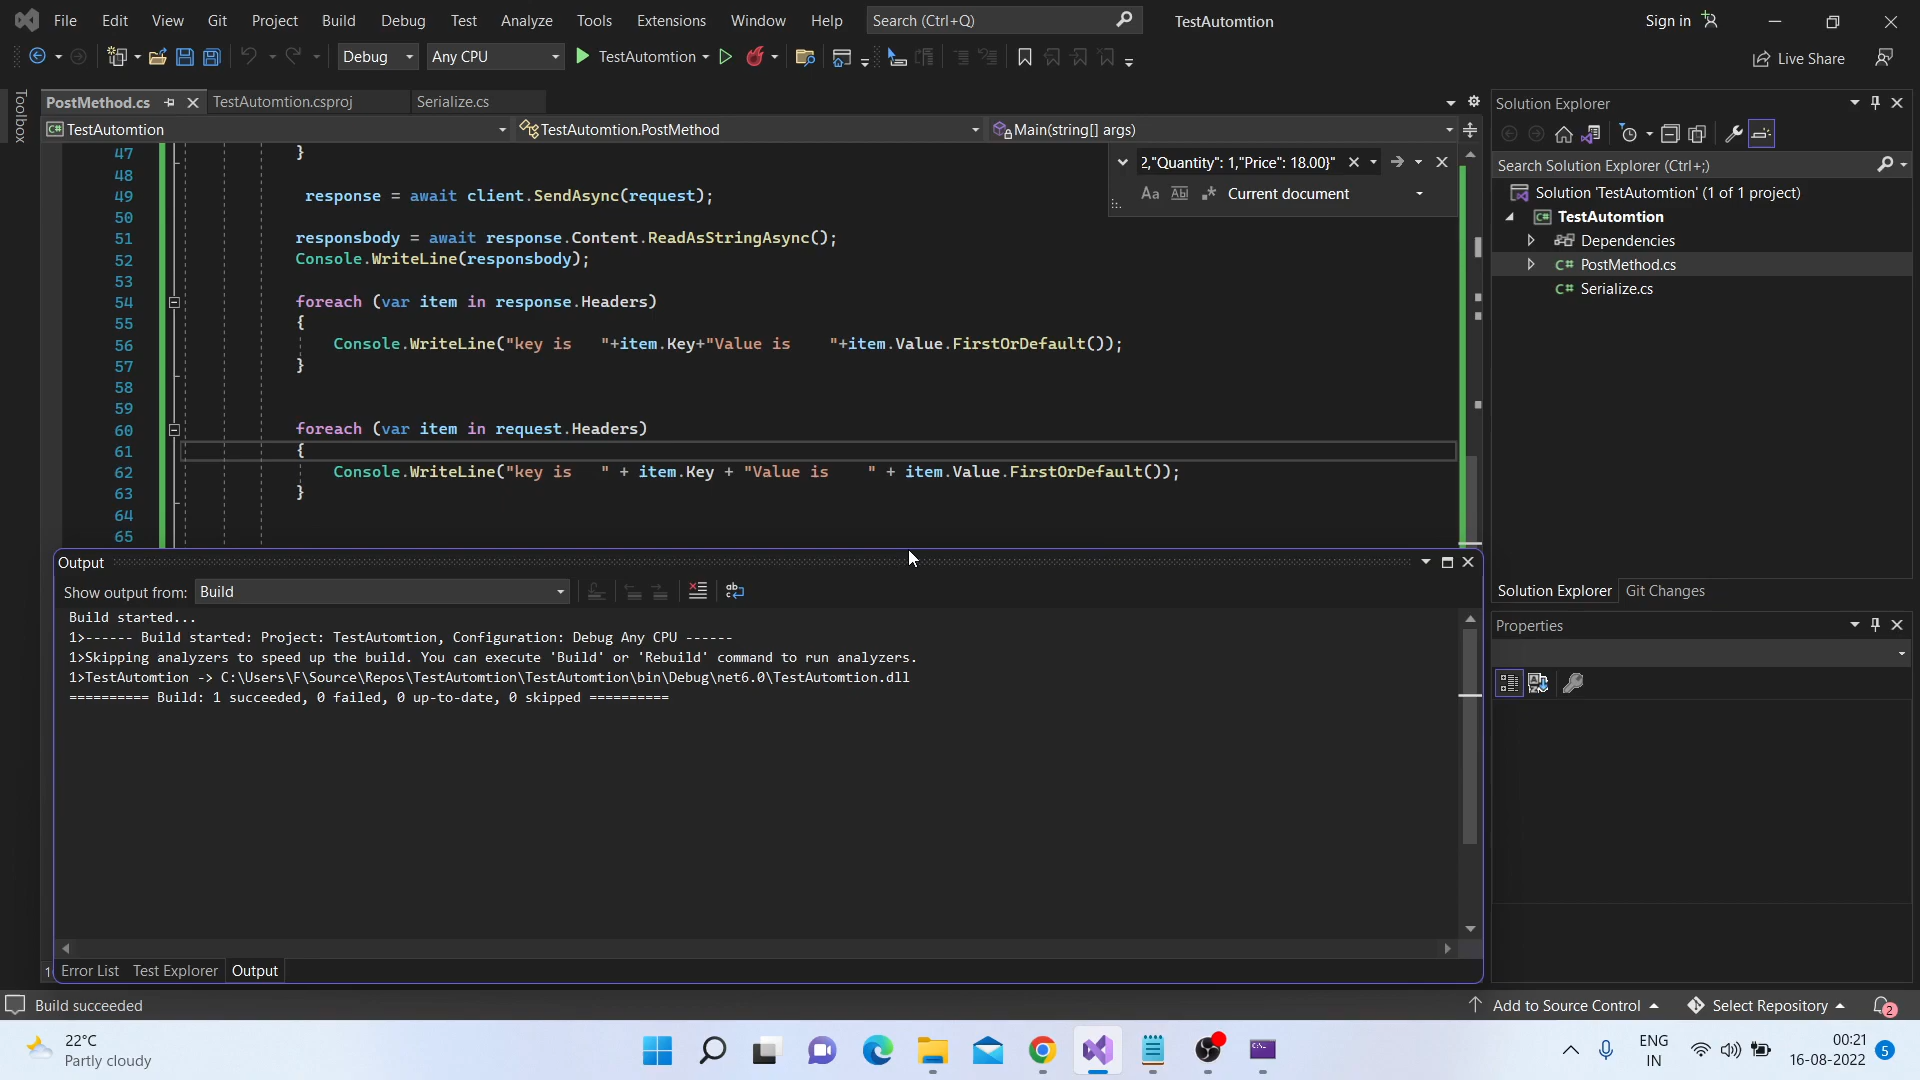 File Edit View Git Project Build Debug Test Analyze Tools Extensions Window Help Search (Ctrl+Q) TestAutomtion Sign in
Debug Any CPU TestAutomtion Live Share
Toolbox
PostMethod.cs TestAutomtion.csproj Serialize.cs
TestAutomtion TestAutomtion.PostMethod Main(string[] args)
2,"Quantity": 1,"Price": 18.00}"
Current document
47 }
48
49 response = await client.SendAsync(request);
50
51 responsbody = await response.Content.ReadAsStringAsync();
52 Console.WriteLine(responsbody);
53
54 foreach (var item in response.Headers)
55 {
56 Console.WriteLine("key is   "+item.Key+"Value is    "+item.Value.FirstOrDefault());
57 }
58
59
60 foreach (var item in request.Headers)
61 {
62 Console.WriteLine("key is   " + item.Key + "Value is    " + item.Value.FirstOrDefault());
63 }
64
65
Output
Show output from: Build
Build started...
1>------ Build started: Project: TestAutomtion, Configuration: Debug Any CPU ------
1>Skipping analyzers to speed up the build. You can execute 'Build' or 'Rebuild' command to run analyzers.
1>TestAutomtion -> C:\Users\F\Source\Repos\TestAutomtion\TestAutomtion\bin\Debug\net6.0\TestAutomtion.dll
========== Build: 1 succeeded, 0 failed, 0 up-to-date, 0 skipped ==========
Error List Test Explorer Output
Solution Explorer
Search Solution Explorer (Ctrl+;)
Solution 'TestAutomtion' (1 of 1 project)
TestAutomtion
Dependencies
C# PostMethod.cs
C# Serialize.cs
Solution Explorer Git Changes
Properties
Build succeeded Add to Source Control Select Repository 2
22°C
Partly cloudy
ENG
IN
00:21
16-08-2022
5